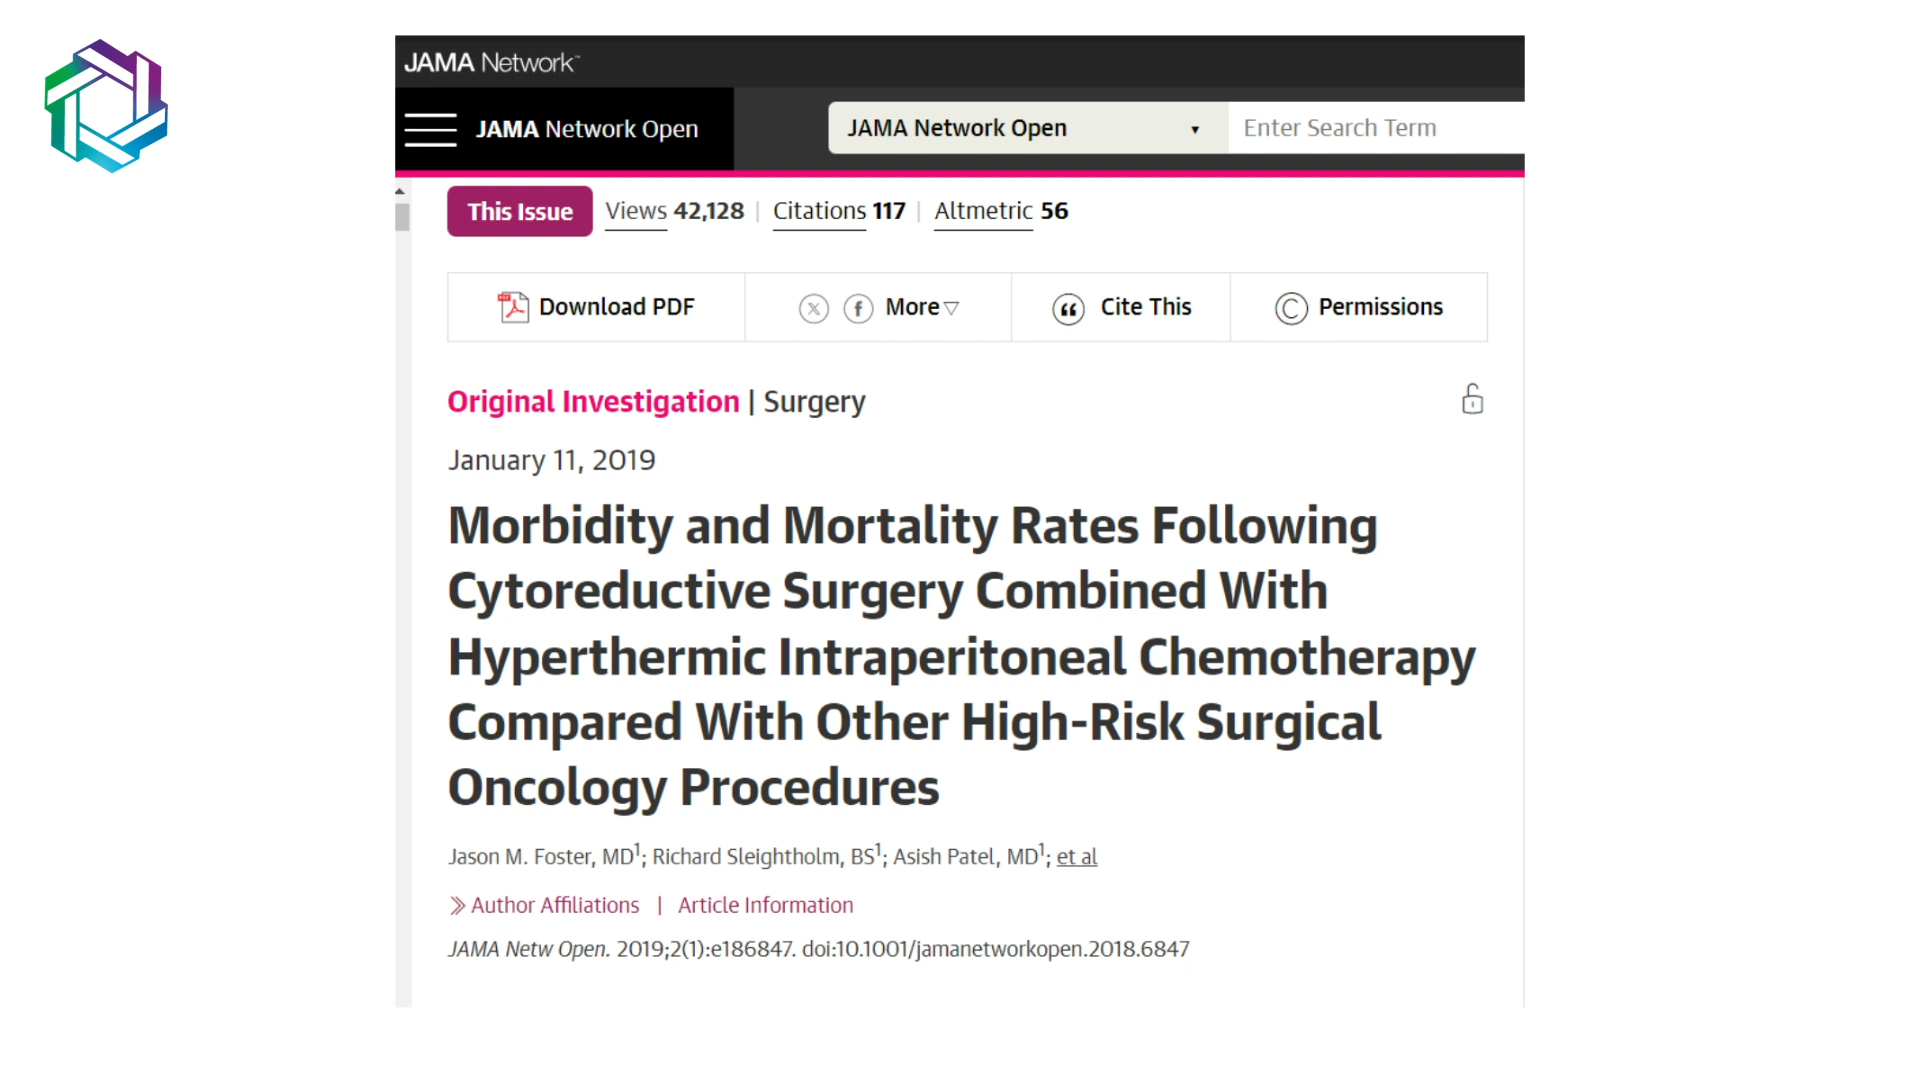 JAMA Network™
JAMA Network Open
JAMA Network Open
Enter Search Term
This Issue Views 42,128 | Citations 117 | Altmetric 56
Download PDF
More
Cite This
Permissions
Original Investigation | Surgery
January 11, 2019
Morbidity and Mortality Rates Following
Cytoreductive Surgery Combined With
Hyperthermic Intraperitoneal Chemotherapy
Compared With Other High-Risk Surgical
Oncology Procedures
Jason M. Foster, MD1; Richard Sleightholm, BS1; Asish Patel, MD1; et al
Author Affiliations | Article Information
JAMA Netw Open. 2019;2(1):e186847. doi:10.1001/jamanetworkopen.2018.6847